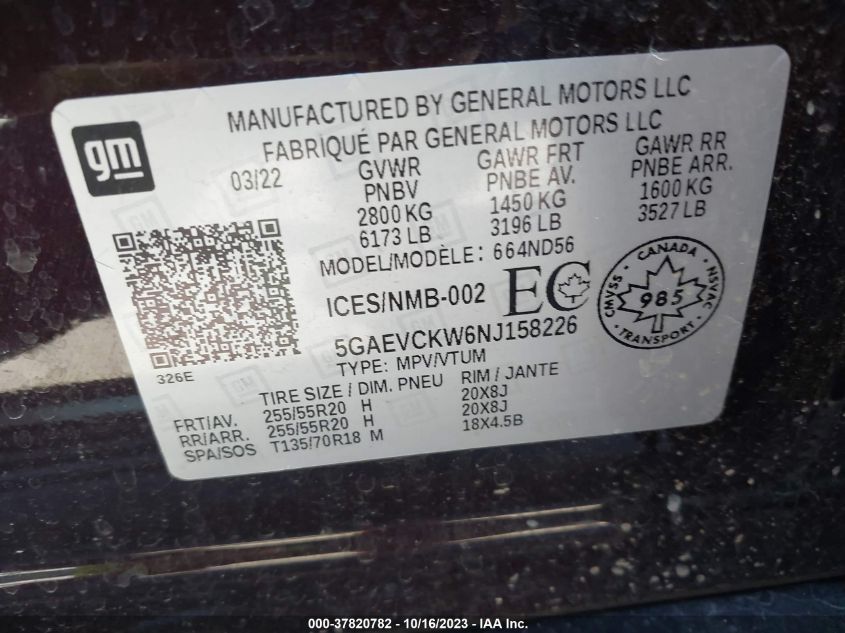 gm
MANUFACTURED BY GENERAL MOTORS LLC
FABRIQUÉ PAR GENERAL MOTORS LLC
03/22
GVWR
PNBV
2800 KG
6173 LB
GAWR FRT
PNBE AV.
1450 KG
3196 LB
GAWR RR
PNBE ARR.
1600 KG
3527 LB
MODEL/MODÈLE: 664ND56
ICES/NMB-002
EC
CANADA
CMVSS
985
NSVAC
TRANSPORT
5GAEVCKW6NJ158226
TYPE: MPV/VTUM
326E
TIRE SIZE / DIM. PNEU RIM / JANTE
FRT/AV. 255/55R20 H 20X8J
RR/ARR. 255/55R20 H 20X8J
SPA/SOS T135/70R18 M 18X4.5B
000-37820782 - 10/16/2023 - IAA Inc.